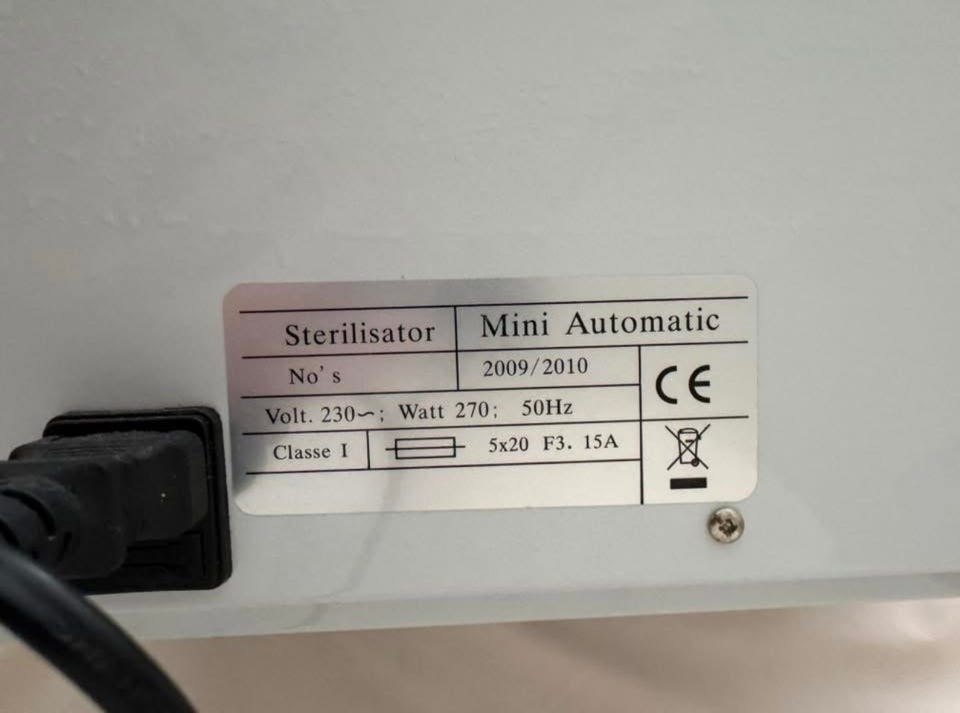 Sterilisator Mini Automatic
No's 2009/2010
Volt. 230~; Watt 270; 50Hz
CE
Classe I 5x20 F3. 15A